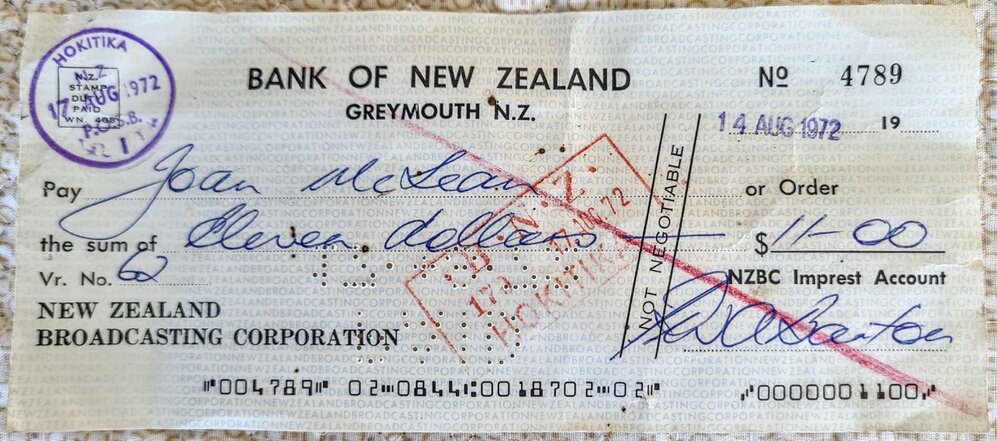 HOKITIKA
N.Z.
STAMP
DUTY
PAID
WN 408
17 AUG 1972
P.O.S.B.
BANK OF NEW ZEALAND
GREYMOUTH N.Z.
Nº 4789
14 AUG 1972 19
Pay Joan McLean or Order
the sum of Eleven dollars $11-00
Vr. No. 62
NOT NEGOTIABLE
B.N.Z.
17 AUG 72
HOKITIKA
NZBC Imprest Account
NEW ZEALAND
BROADCASTING CORPORATION
⑈004789⑈ 02⑉0844⑆0018702⑉02⑈ ⑇0000001100⑇